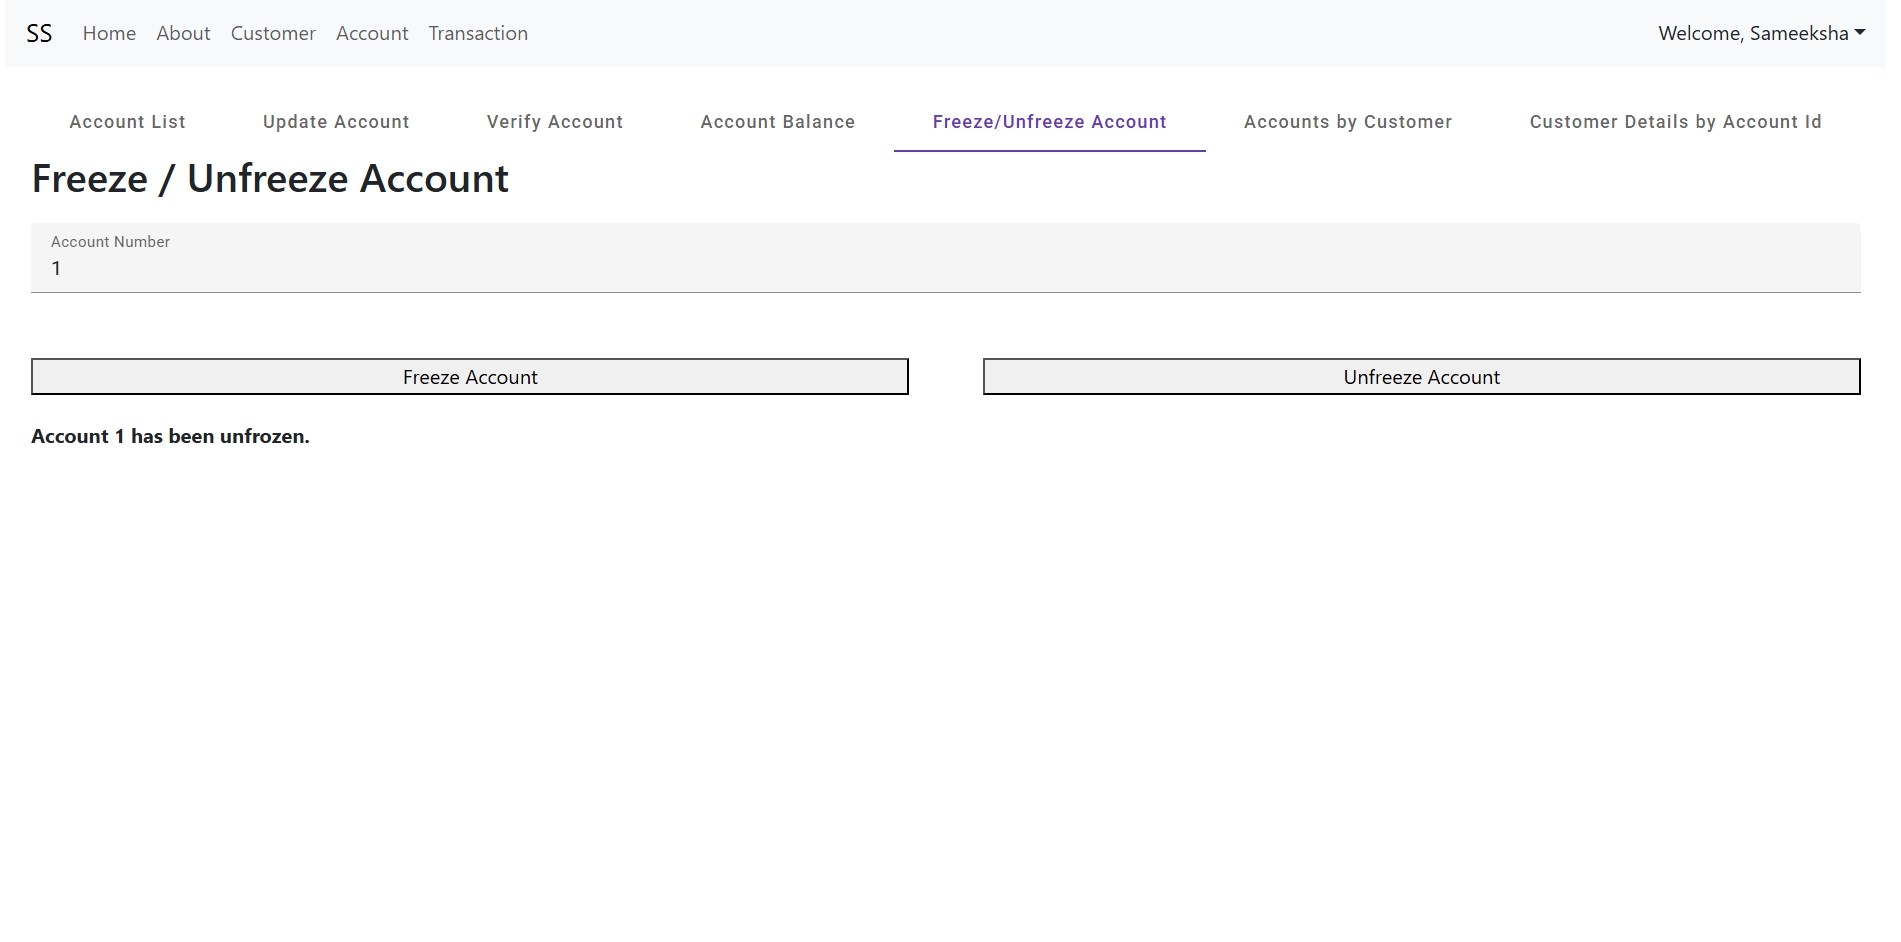 SS Home About Customer Account Transaction Welcome, Sameeksha
Account List Update Account Verify Account Account Balance Freeze/Unfreeze Account Accounts by Customer Customer Details by Account Id
Freeze / Unfreeze Account
Account Number
1
Freeze Account Unfreeze Account
Account 1 has been unfrozen.